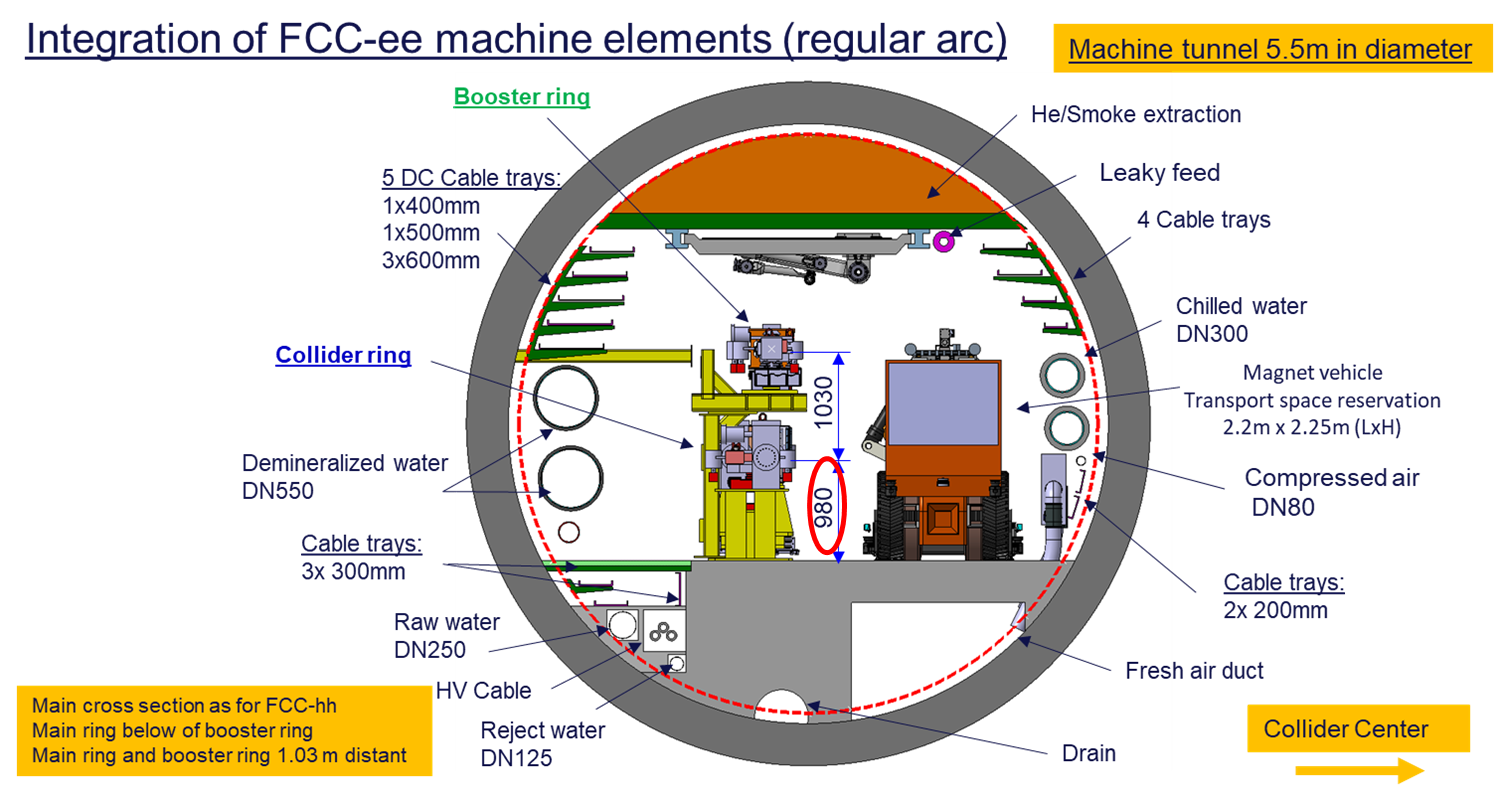 Integration of FCC-ee machine elements (regular arc)
Machine tunnel 5.5m in diameter
Booster ring
He/Smoke extraction
5 DC Cable trays:
1x400mm
1x500mm
3x600mm
Leaky feed
4 Cable trays
Chilled water
DN300
Collider ring
Magnet vehicle
Transport space reservation
2.2m x 2.25m (LxH)
1030
980
Demineralized water
DN550
Compressed air
DN80
Cable trays:
3x 300mm
Cable trays:
2x 200mm
Raw water
DN250
HV Cable
Reject water
DN125
Fresh air duct
Drain
Main cross section as for FCC-hh
Main ring below of booster ring
Main ring and booster ring 1.03 m distant
Collider Center